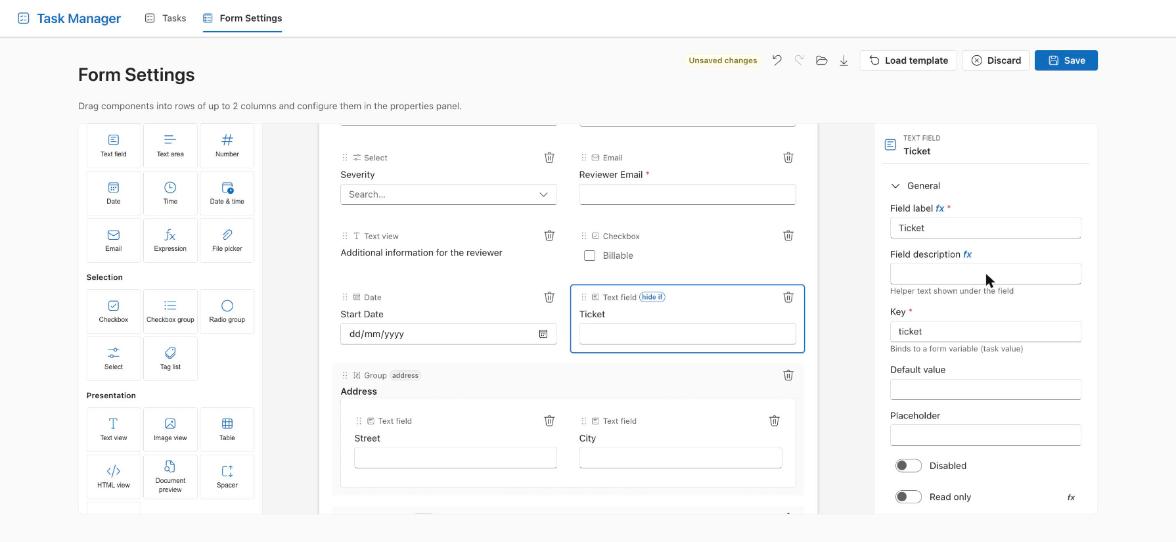 Task Manager
Tasks
Form Settings
Form Settings
Unsaved changes
Load template
Discard
Save
Drag components into rows of up to 2 columns and configure them in the properties panel.
Text field
Text area
Number
Date
Time
Date & time
Email
fx
Expression
File picker
Selection
Checkbox
Checkbox group
Radio group
Select
Tag list
Presentation
Text view
Image view
Table
HTML view
Document
preview
Spacer
Select
Email
Severity
Reviewer Email *
Search...
Text view
Checkbox
Additional information for the reviewer
Billable
Date
Text field hide if
Start Date
Ticket
dd/mm/yyyy
Group address
Address
Text field
Text field
Street
City
TEXT FIELD
Ticket
General
Field label fx *
Ticket
Field description fx
Helper text shown under the field
Key *
ticket
Binds to a form variable (task value)
Default value
Placeholder
Disabled
Read only
fx